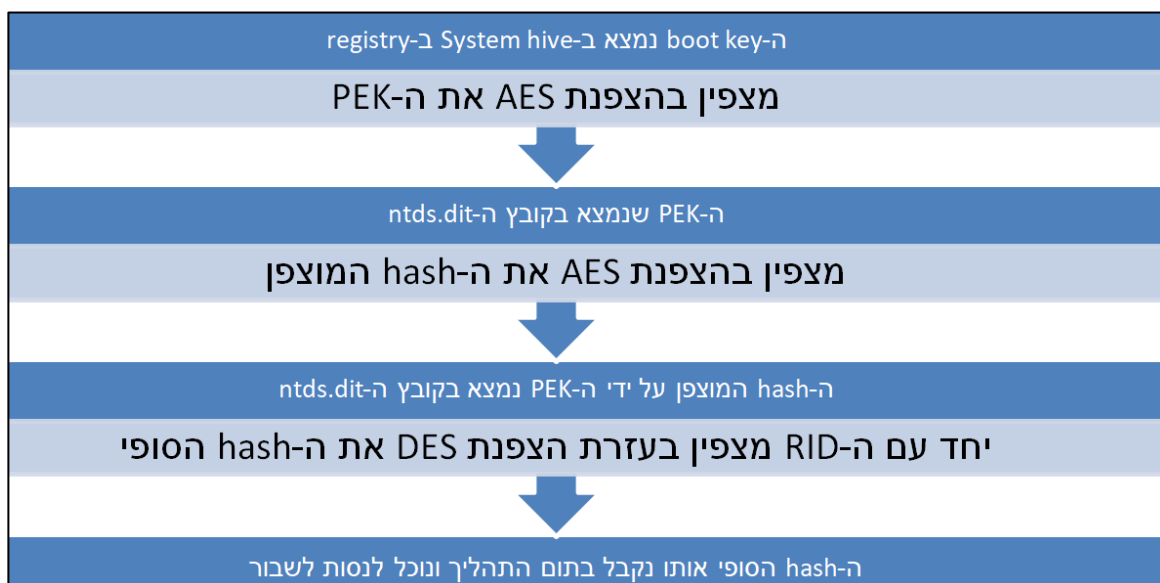 ה-boot key נמצא ב-System hive ב-registry
מצפין בהצפנת AES את ה-PEK
ה-PEK שנמצא בקובץ ה-ntds.dit
מצפין בהצפנת AES את ה-hash המוצפן
ה-hash המוצפן על ידי ה-PEK נמצא בקובץ ה-ntds.dit
יחד עם ה-RID מצפין בעזרת הצפנת DES את ה-hash הסופי
ה-hash הסופי אותו נקבל בתום התהליך ונוכל לנסות לשבור